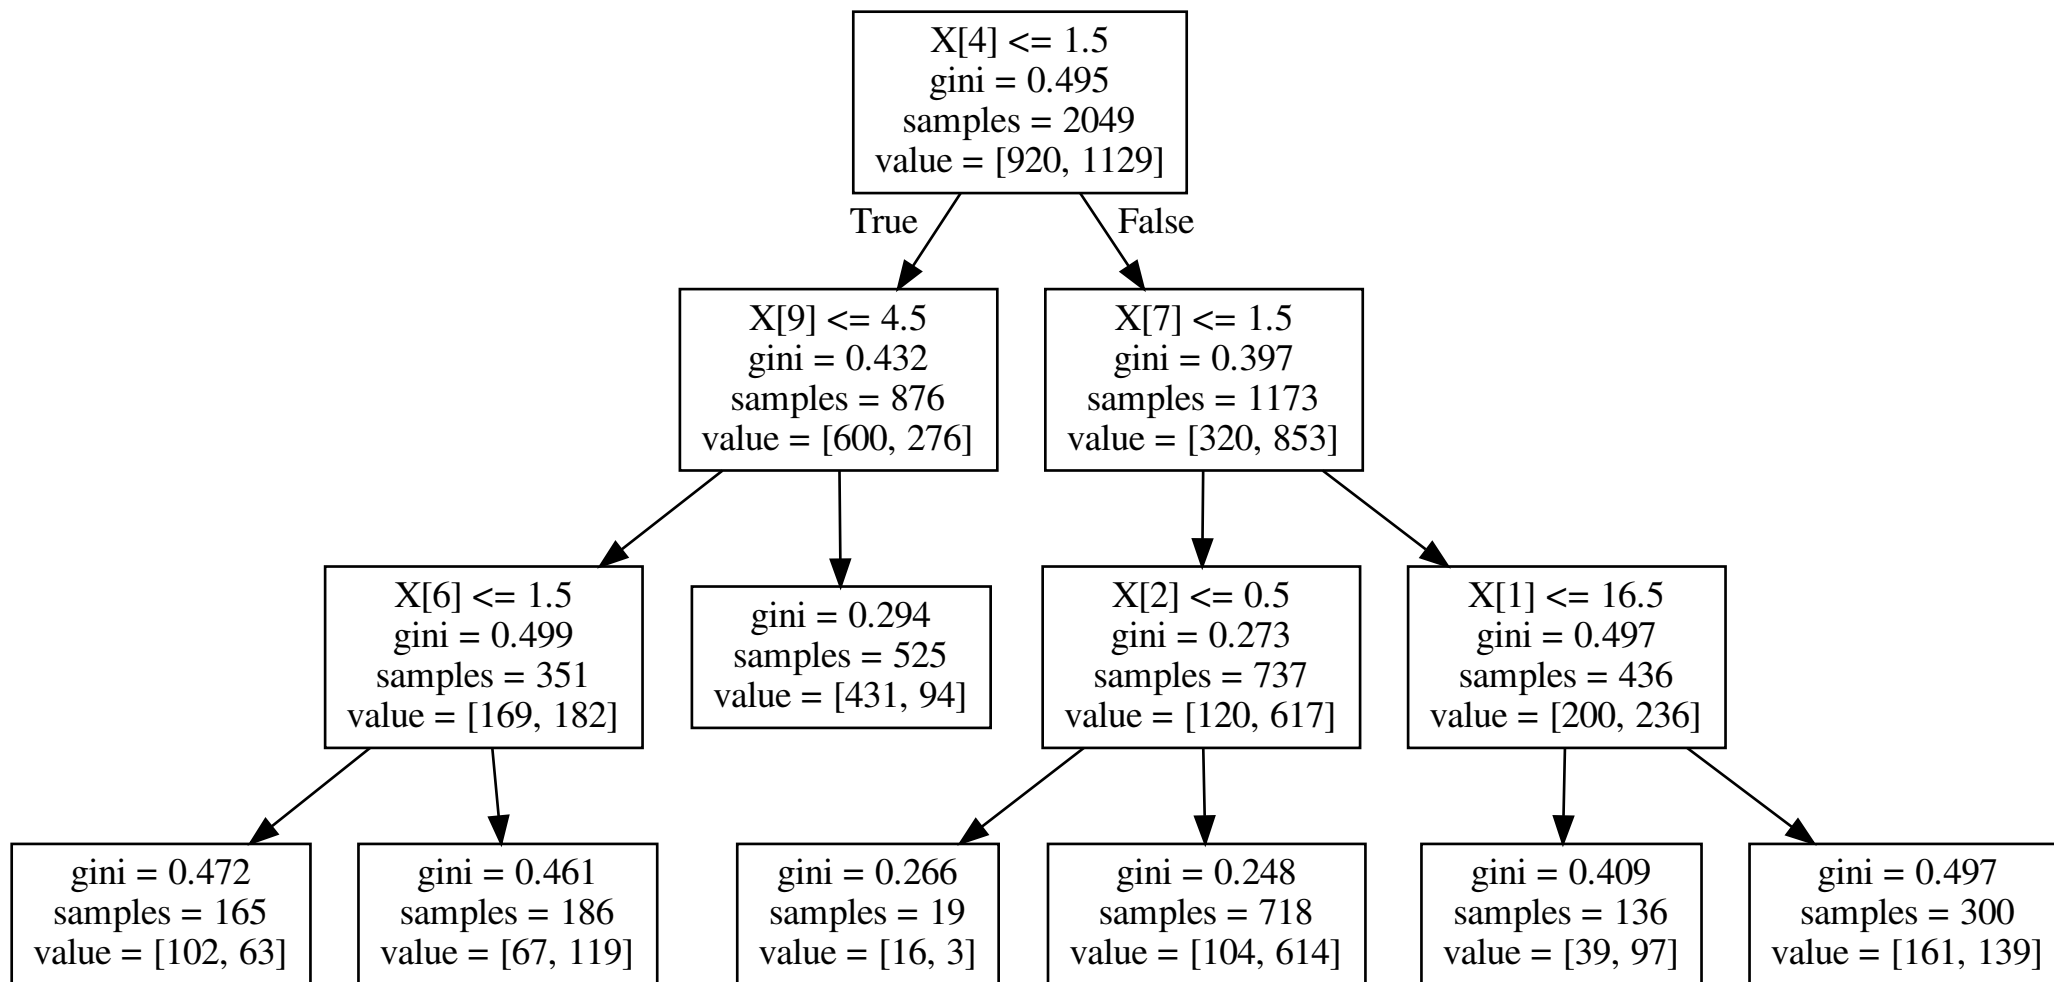 X[4] <= 1.5
gini = 0.495
samples = 2049
value = [920, 1129]
True
False
X[9] <= 4.5
gini = 0.432
samples = 876
value = [600, 276]
X[7] <= 1.5
gini = 0.397
samples = 1173
value = [320, 853]
X[6] <= 1.5
gini = 0.499
samples = 351
value = [169, 182]
gini = 0.294
samples = 525
value = [431, 94]
X[2] <= 0.5
gini = 0.273
samples = 737
value = [120, 617]
X[1] <= 16.5
gini = 0.497
samples = 436
value = [200, 236]
gini = 0.472
samples = 165
value = [102, 63]
gini = 0.461
samples = 186
value = [67, 119]
gini = 0.266
samples = 19
value = [16, 3]
gini = 0.248
samples = 718
value = [104, 614]
gini = 0.409
samples = 136
value = [39, 97]
gini = 0.497
samples = 300
value = [161, 139]